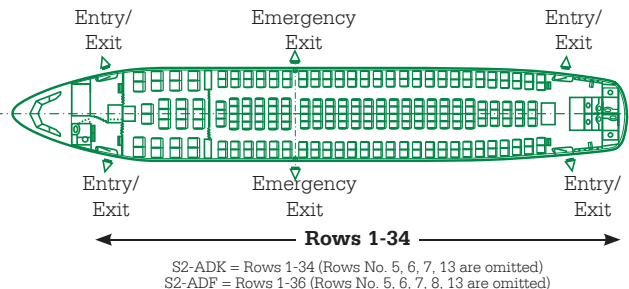 Entry/
Exit
Emergency
Exit
Entry/
Exit
Entry/
Exit
Emergency
Exit
Entry/
Exit
Rows 1-34
S2-ADK = Rows 1-34 (Rows No. 5, 6, 7, 13 are omitted)
S2-ADF = Rows 1-36 (Rows No. 5, 6, 7, 8, 13 are omitted)